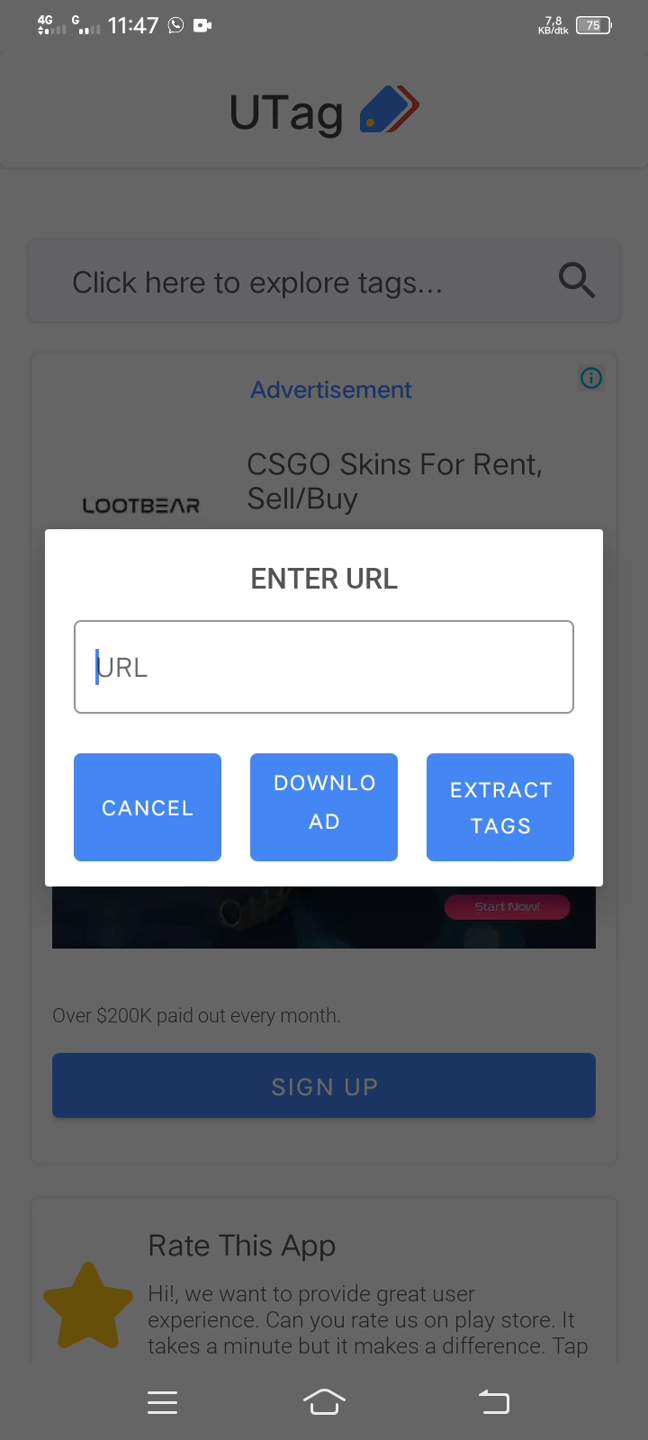 4G G 11:47 7,8 KB/dtk 75
UTag
Click here to explore tags...
Advertisement
CSGO Skins For Rent,
Sell/Buy
LOOTBEAR
ENTER URL
URL
CANCEL
DOWNLO
AD
EXTRACT
TAGS
Start Now!
Over $200K paid out every month.
SIGN UP
Rate This App
Hi!, we want to provide great user
experience. Can you rate us on play store. It
takes a minute but it makes a difference. Tap